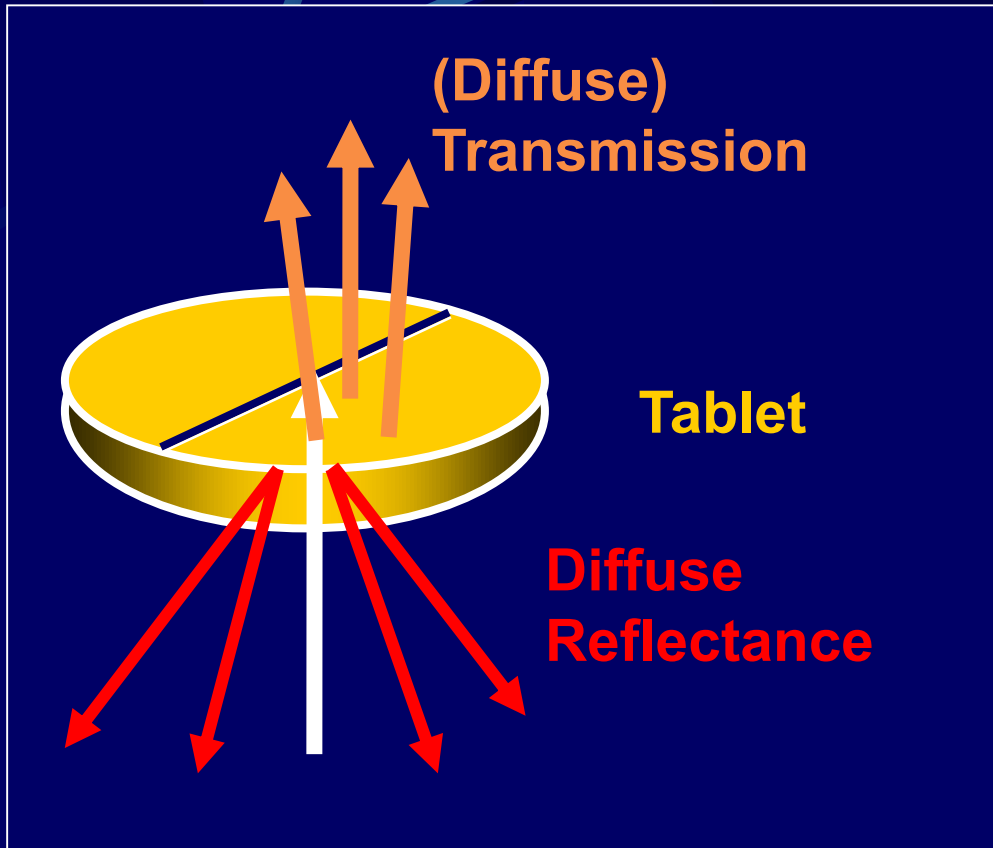 (Diffuse)
Transmission
Tablet
Diffuse
Reflectance